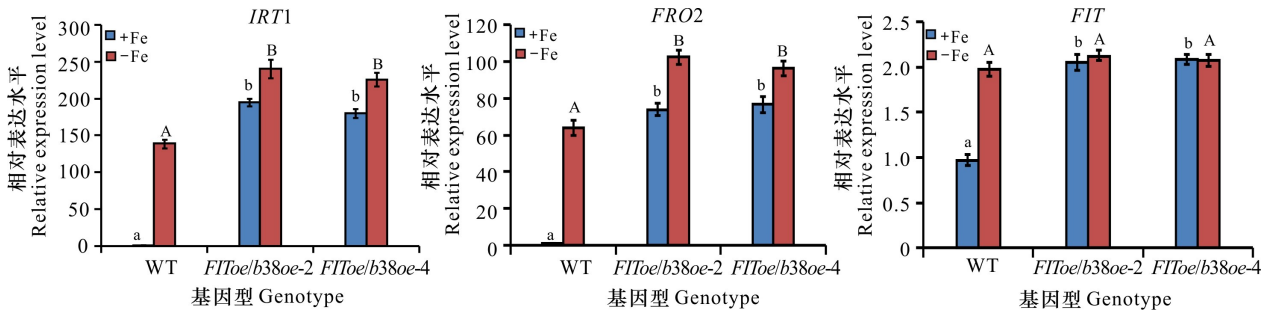 IRT1
相对表达水平
Relative expression level
300
250
200
150
100
50
0
+Fe
−Fe
a
A
b
B
b
B
WT
FIToe/b38oe-2
FIToe/b38oe-4
基因型 Genotype
FRO2
相对表达水平
Relative expression level
120
100
80
60
40
20
0
+Fe
−Fe
a
A
b
B
b
B
WT
FIToe/b38oe-2
FIToe/b38oe-4
基因型 Genotype
FIT
相对表达水平
Relative expression level
2.5
2.0
1.5
1.0
0.5
0
+Fe
−Fe
a
A
b
A
b
A
WT
FIToe/b38oe-2
FIToe/b38oe-4
基因型 Genotype